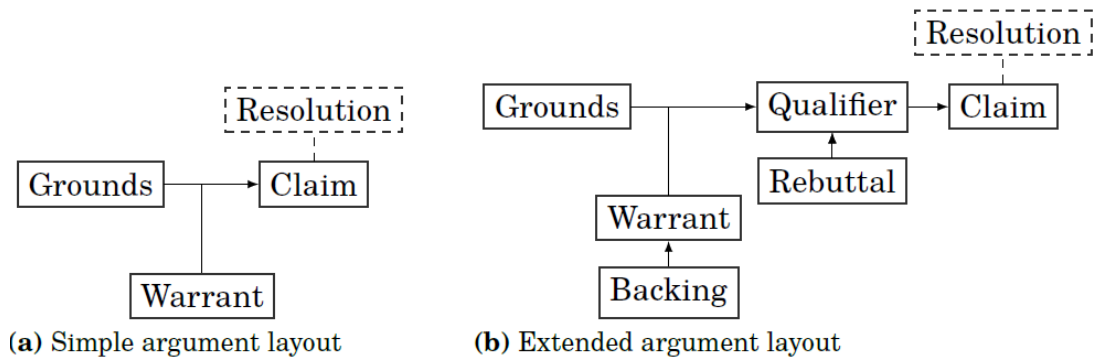 Resolution
Grounds
Claim
Warrant
(a) Simple argument layout
Resolution
Grounds
Qualifier
Claim
Rebuttal
Warrant
Backing
(b) Extended argument layout